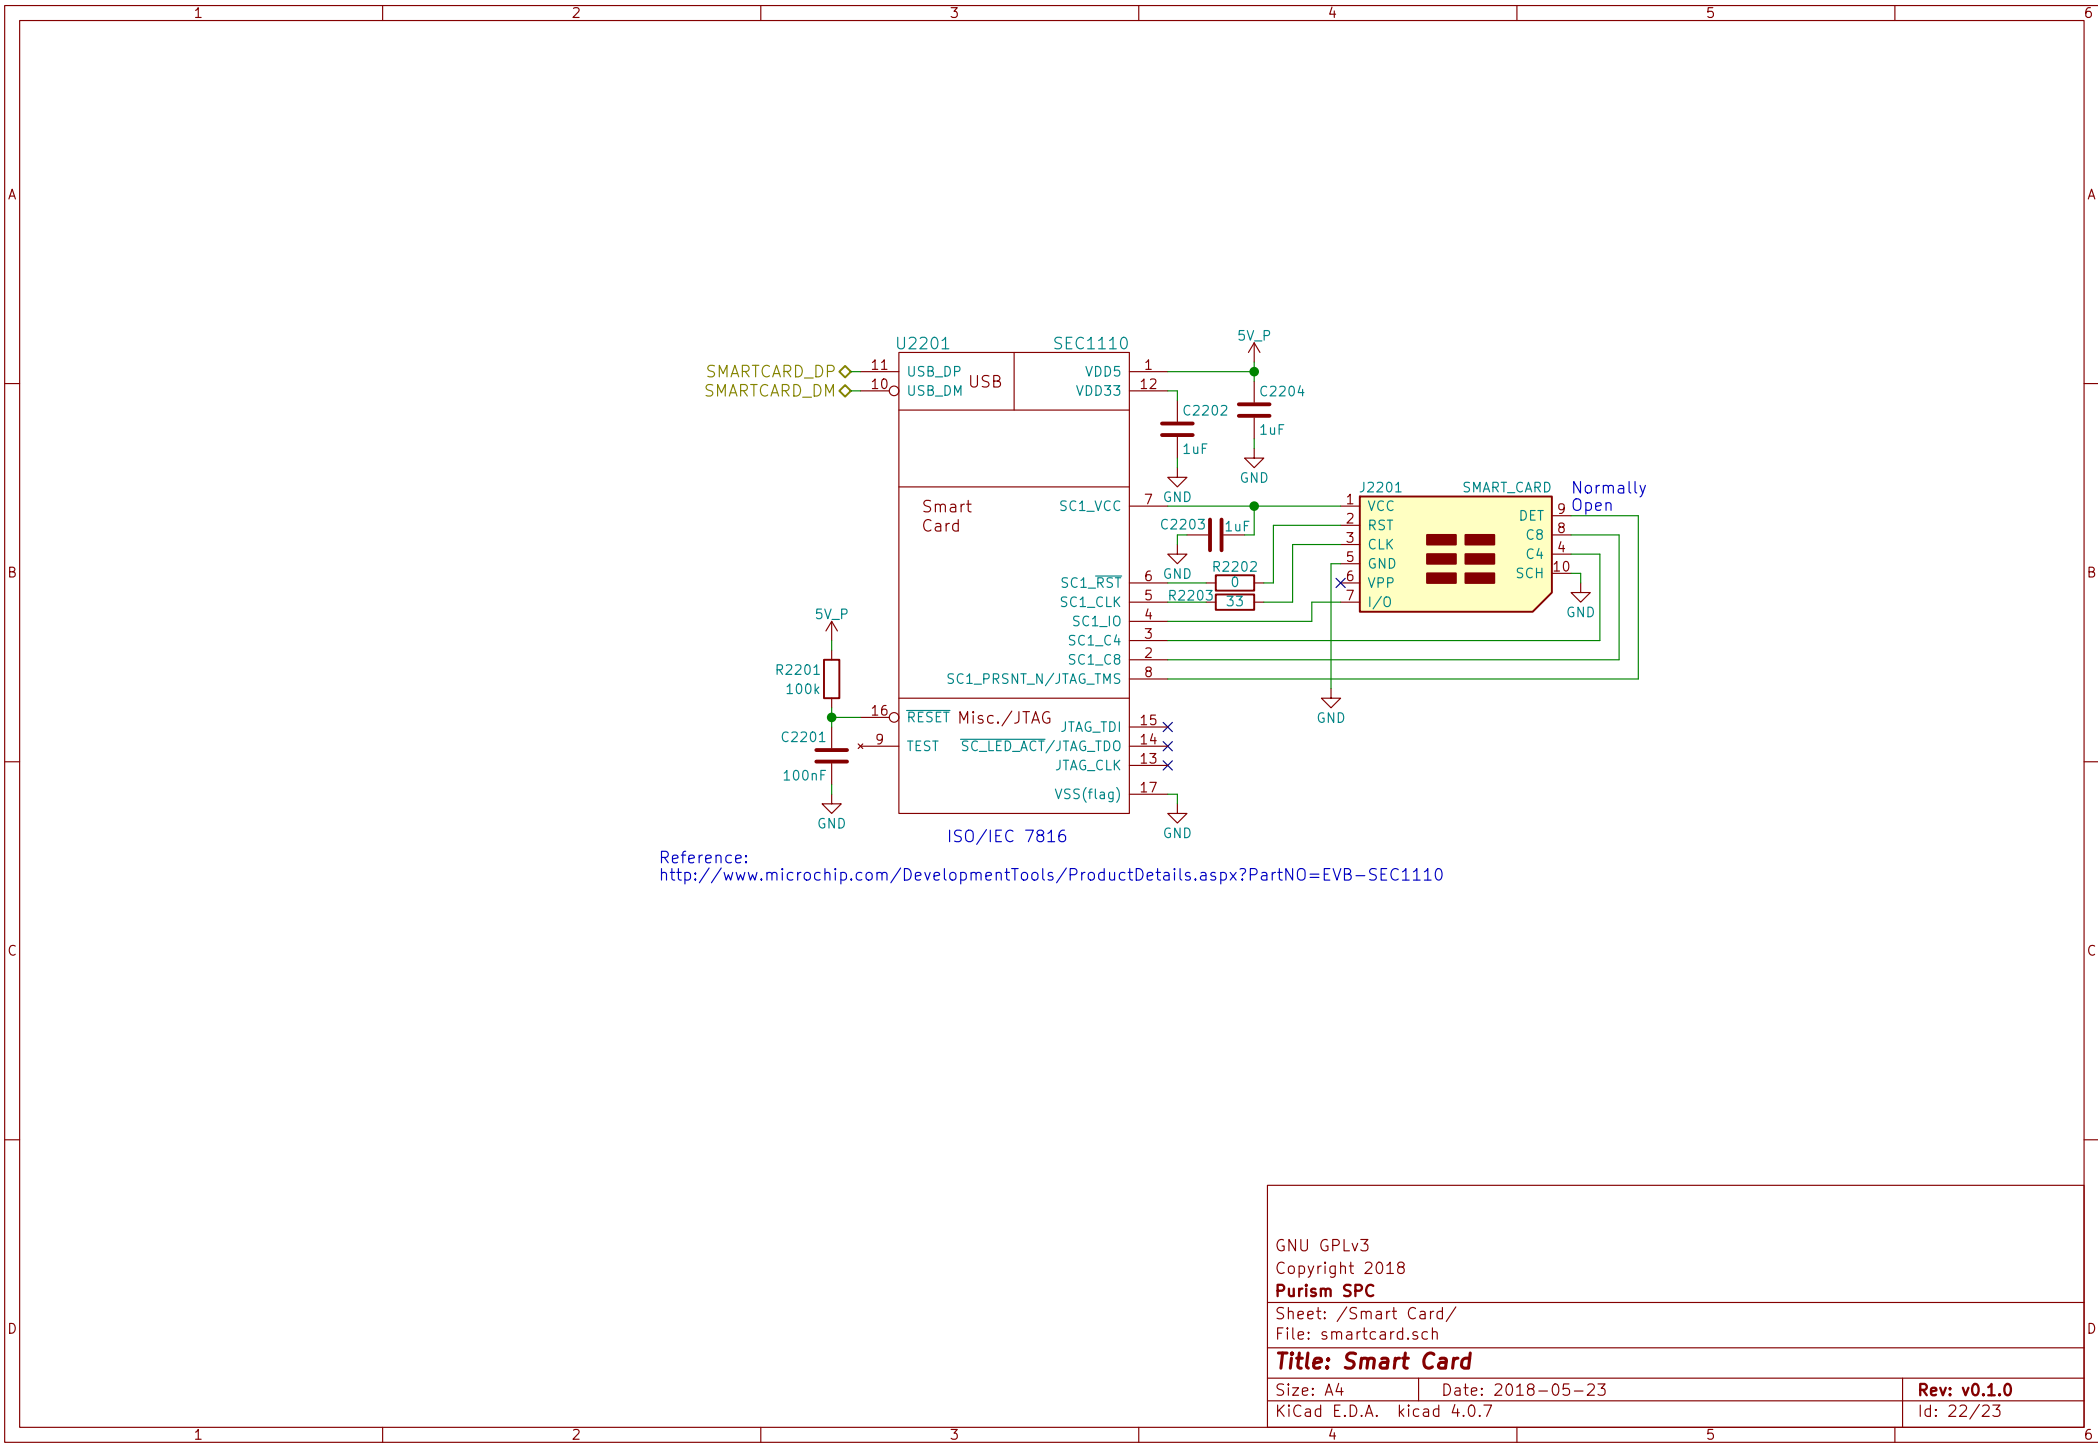 1 2 3 4 5 6
A A
B B
C C
D D
5V_P
U2201 SEC1110
SMARTCARD_DP 11 USB_DP USB VDD5 1
SMARTCARD_DM 10 USB_DM VDD33 12
C2204
1uF
GND
C2202
1uF
GND
Smart
Card
SC1_VCC 7
C2203 1uF
GND
J2201 SMART_CARD
Normally
Open
1 VCC
2 RST
3 CLK
5 GND
6 VPP
7 I/O
DET 9
C8 8
C4 4
SCH 10
GND
R2202
SC1_RST 6 0
R2203
SC1_CLK 5 33
SC1_IO 4
SC1_C4 3
SC1_C8 2
SC1_PRSNT_N/JTAG_TMS 8
GND
5V_P
R2201
100k
16 RESET Misc./JTAG
C2201
100nF
GND
9 TEST
JTAG_TDI 15
SC_LED_ACT/JTAG_TDO 14
JTAG_CLK 13
VSS(flag) 17
GND
ISO/IEC 7816
Reference:
http://www.microchip.com/DevelopmentTools/ProductDetails.aspx?PartNO=EVB-SEC1110
GNU GPLv3
Copyright 2018
Purism SPC
Sheet: /Smart Card/
File: smartcard.sch
Title: Smart Card
Size: A4 Date: 2018-05-23 Rev: v0.1.0
KiCad E.D.A. kicad 4.0.7 Id: 22/23
1 2 3 4 5 6